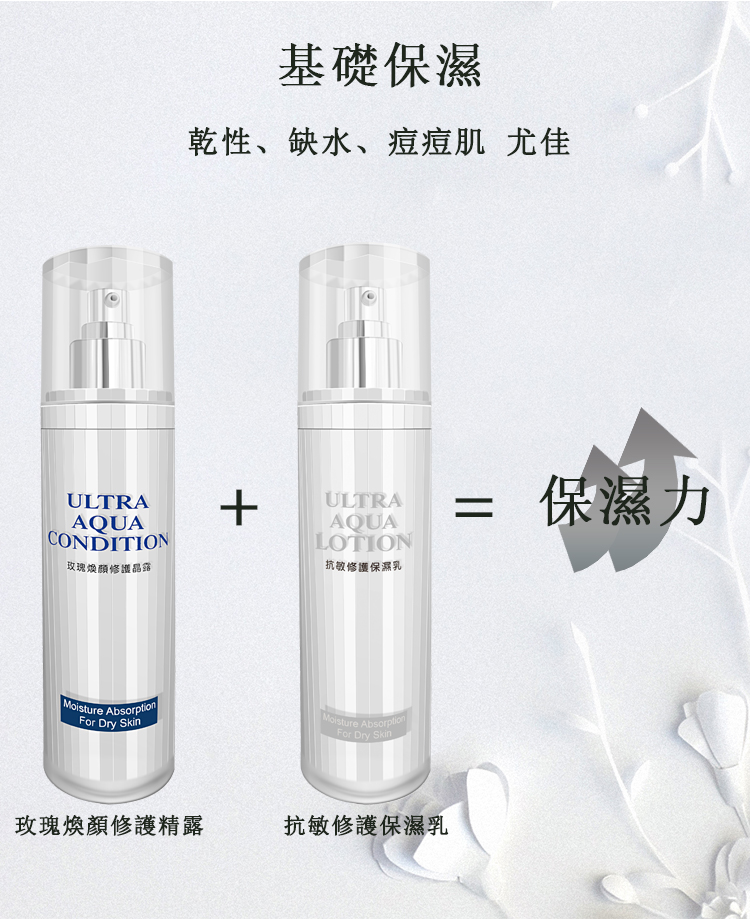 基礎保濕
乾性、缺水、痘痘肌 尤佳
ULTRA
AQUA
CONDITION
玫瑰煥顏修護晶露
Moisture Absorption
For Dry Skin
玫瑰煥顏修護精露
+
ULTRA
AQUA
LOTION
抗敏修護保濕乳
Moisture Absorption
For Dry Skin
抗敏修護保濕乳
=
保濕力